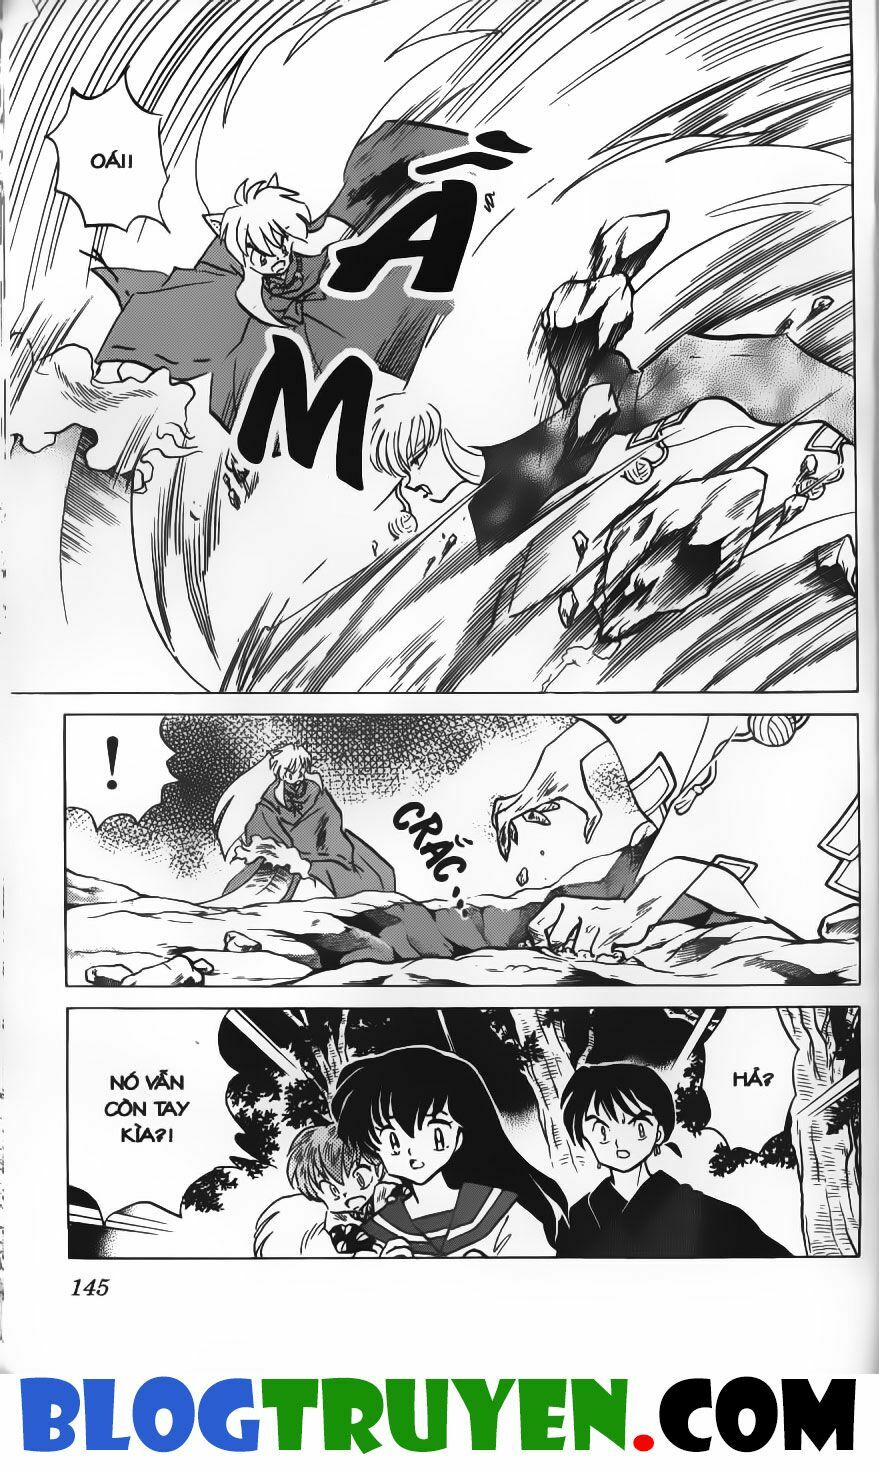 OÁI!
ẦM
!
CRẮC...
HẢ?
NÓ VẪN
CÒN TAY
KÌA?!
145
BLOGTRUYEN.COM